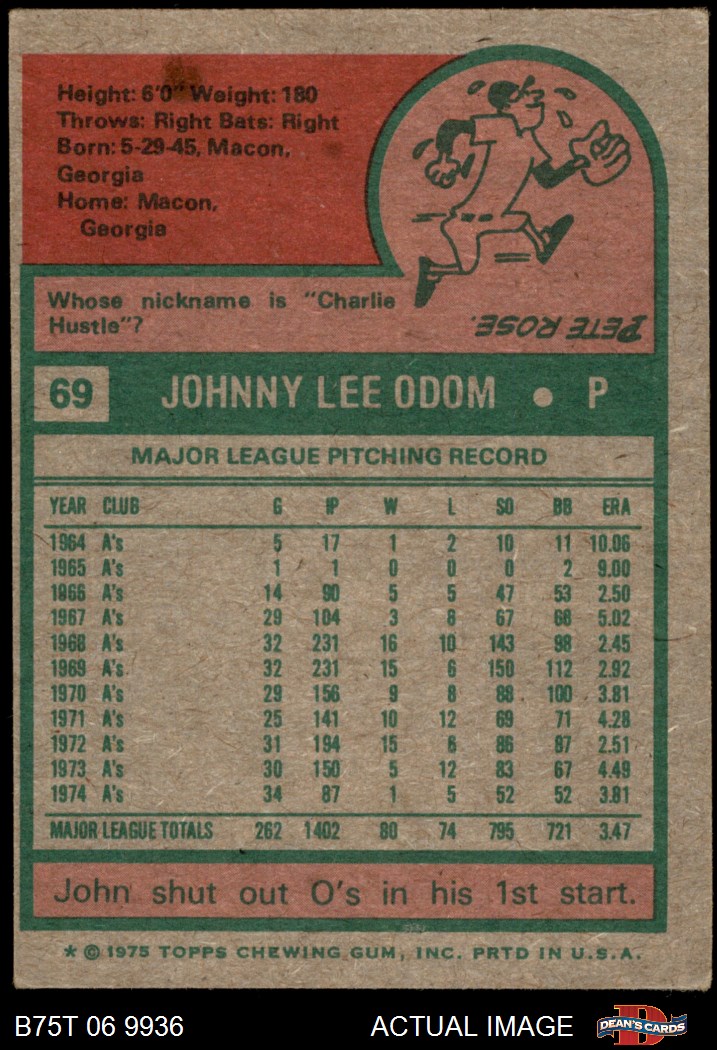 Height: 6'0" Weight: 180
Throws: Right Bats: Right
Born: 5-29-45, Macon,
Georgia
Home: Macon,
Georgia
Whose nickname is "Charlie
Hustle"?
PETE ROSE.
69 JOHNNY LEE ODOM • P
MAJOR LEAGUE PITCHING RECORD
YEAR CLUB G IP W L SO BB ERA
1964 A's 5 17 1 2 10 11 10.06
1965 A's 1 1 0 0 0 2 9.00
1966 A's 14 90 5 5 47 53 2.50
1967 A's 29 104 3 8 67 68 5.02
1968 A's 32 231 16 10 143 98 2.45
1969 A's 32 231 15 6 150 112 2.92
1970 A's 29 156 9 8 88 100 3.81
1971 A's 25 141 10 12 69 71 4.28
1972 A's 31 194 15 6 86 87 2.51
1973 A's 30 150 5 12 83 67 4.49
1974 A's 34 87 1 5 52 52 3.81
MAJOR LEAGUE TOTALS 262 1402 80 74 795 721 3.47
John shut out O's in his 1st start.
* © 1975 TOPPS CHEWING GUM, INC. PRTD IN U.S.A.
B75T 06 9936 ACTUAL IMAGE D DEAN'S CARDS